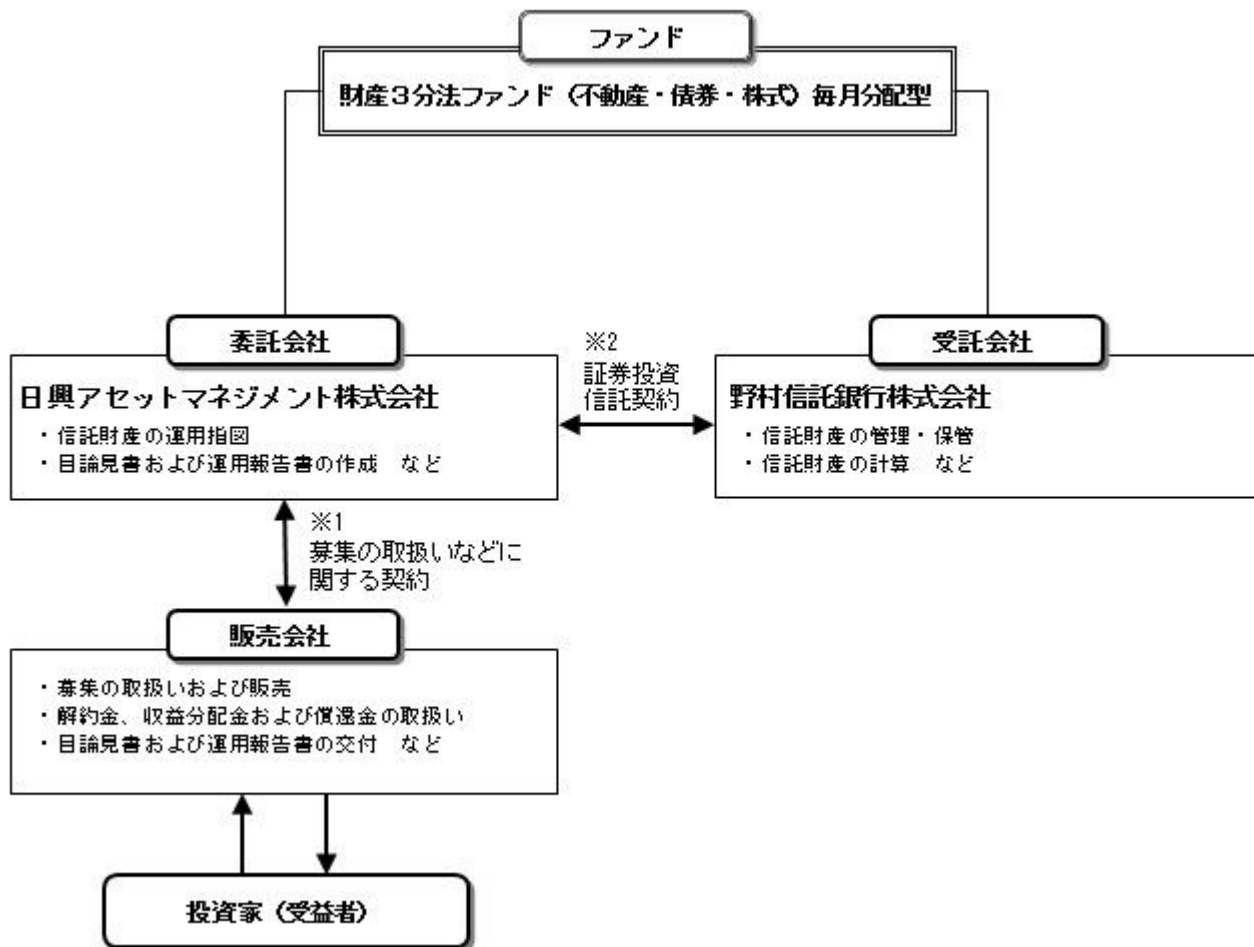 ファンド
財産3分法ファンド（不動産・債券・株式）毎月分配型
委託会社
日興アセットマネジメント株式会社
・信託財産の運用指図
・目論見書および運用報告書の作成　など
※2
証券投資
信託契約
受託会社
野村信託銀行株式会社
・信託財産の管理・保管
・信託財産の計算　など
※1
募集の取扱いなどに
関する契約
販売会社
・募集の取扱いおよび販売
・解約金、収益分配金および償還金の取扱い
・目論見書および運用報告書の交付　など
投資家（受益者）